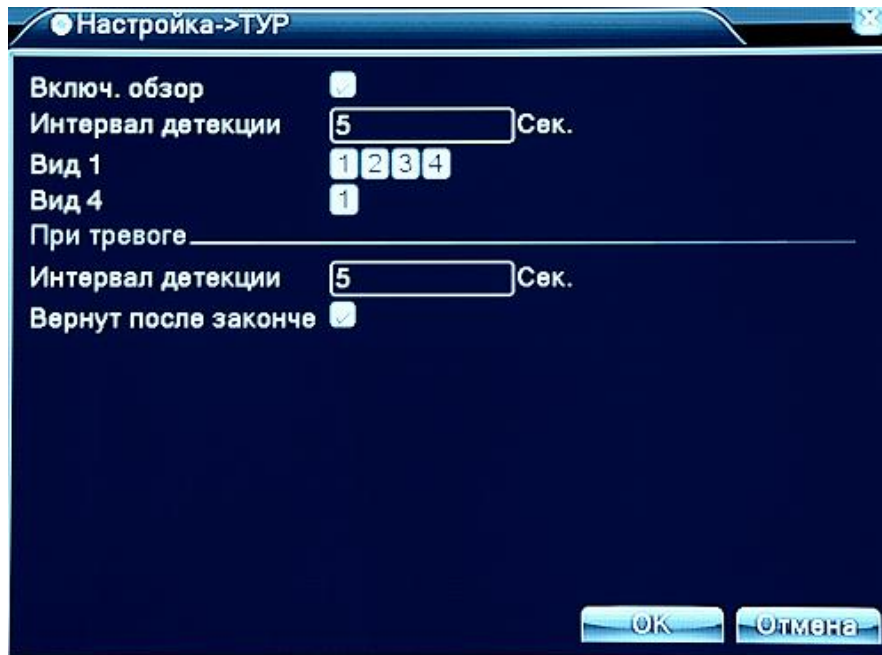 Настройка->ТУР
Включ. обзор
Интервал детекции 5 Сек.
Вид 1 1 2 3 4
Вид 4 1
При тревоге
Интервал детекции 5 Сек.
Вернут после законче
OK Отмена